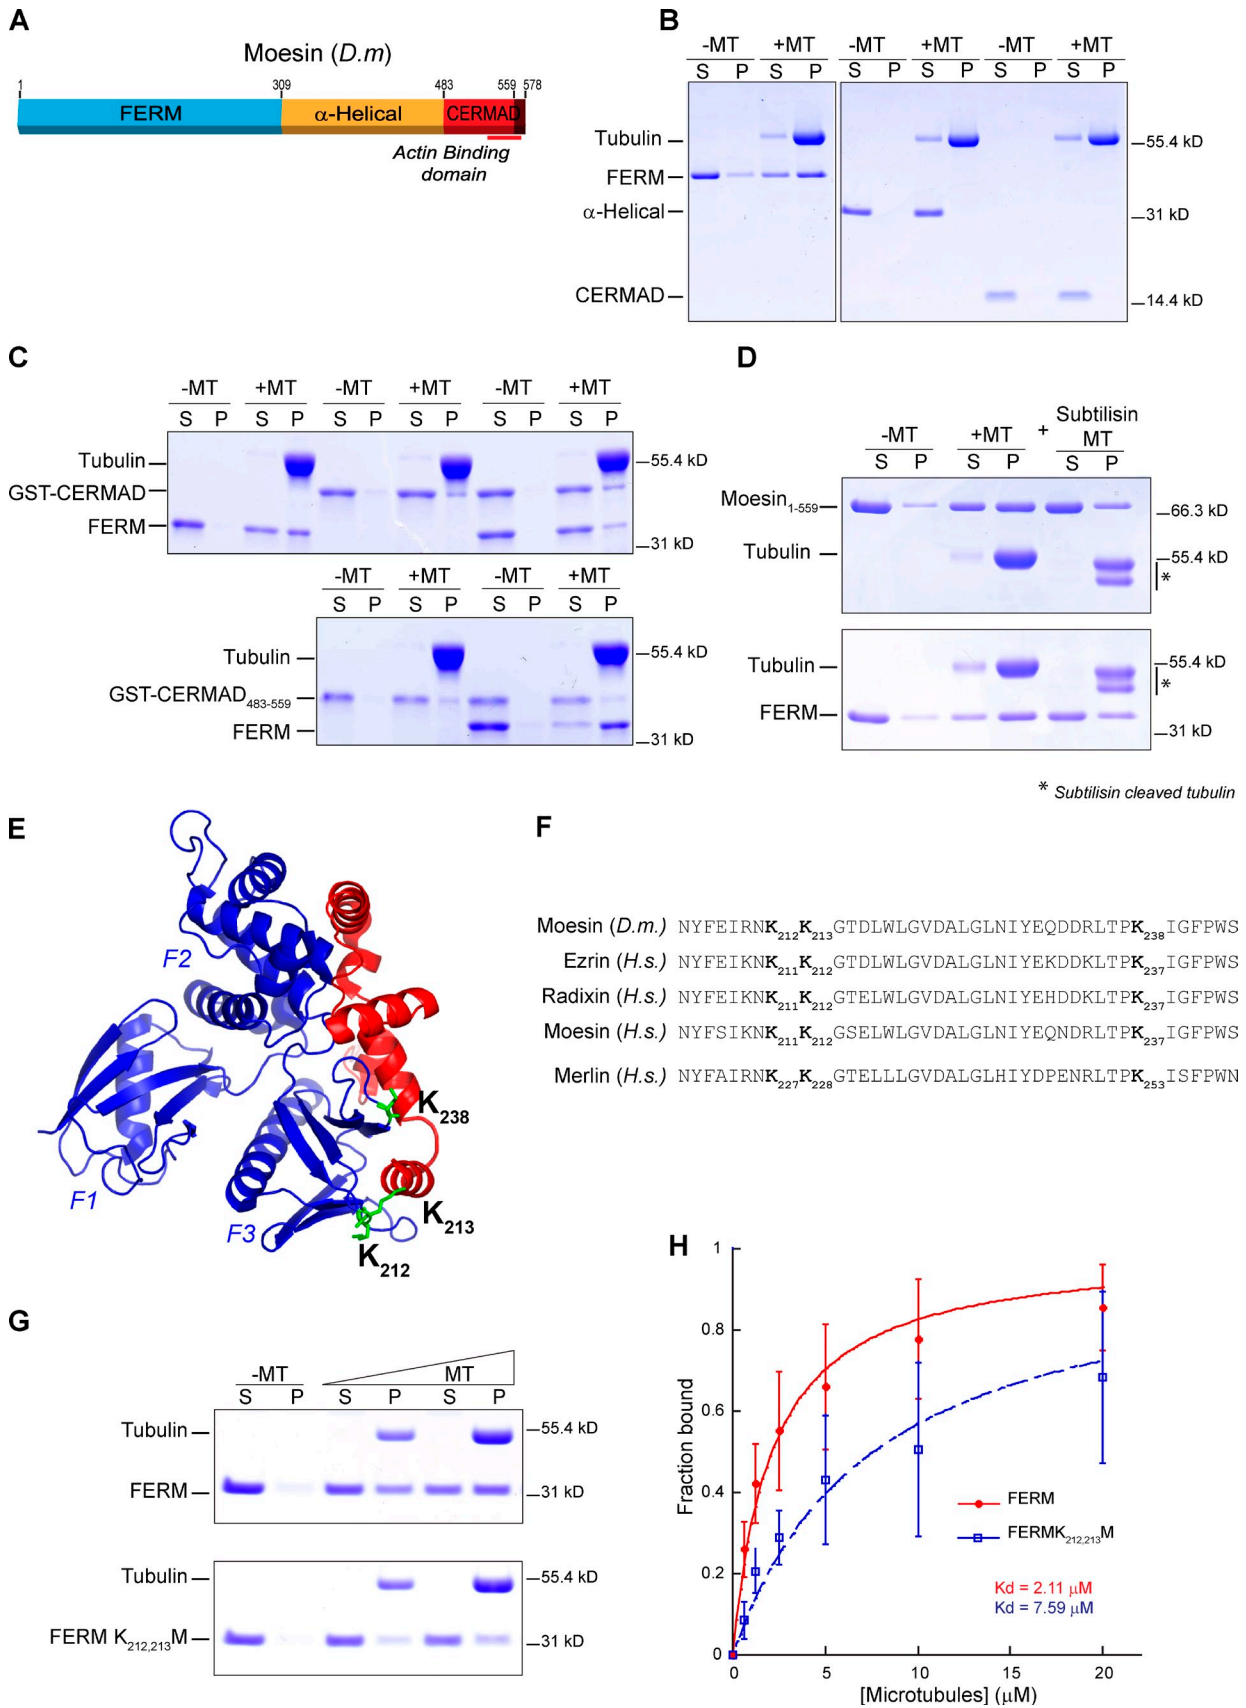 A
Moesin (D.m)
1 309 483 559 578
FERM α-Helical CERMAD
Actin Binding
domain
B
-MT +MT -MT +MT -MT +MT
S P S P S P S P S P S P
Tubulin
FERM
α-Helical
CERMAD
55.4 kD
31 kD
14.4 kD
C
-MT +MT -MT +MT -MT +MT
S P S P S P S P S P S P
Tubulin
GST-CERMAD
FERM
55.4 kD
31 kD
-MT +MT -MT +MT
S P S P S P S P
Tubulin
GST-CERMAD483-559
FERM
55.4 kD
31 kD
D
-MT +MT + Subtilisin
MT
S P S P S P
Moesin1-559
Tubulin
66.3 kD
55.4 kD
*
Tubulin
FERM
55.4 kD
*
31 kD
* Subtilisin cleaved tubulin
E
F2
F1
F3
K238
K213
K212
F
Moesin (D.m.) NYFEIRNK212K213GTDLWLGVDALGLNIYEQDDRLTPK238IGFPWS
Ezrin (H.s.) NYFEIKNK211K212GTDLWLGVDALGLNIYEKDDKLTPK237IGFPWS
Radixin (H.s.) NYFEIKNK211K212GTELWLGVDALGLNIYEHDDKLTPK237IGFPWS
Moesin (H.s.) NYFSIKNK211K212GSELWLGVDALGLNIYEQNDRLTPK237IGFPWS
Merlin (H.s.) NYFAIRNK227K228GTELLLGVDALGLHIYDPENRLTPK253ISFPWN
G
-MT MT
S P S P S P
Tubulin
FERM
55.4 kD
31 kD
Tubulin
FERM K212,213M
55.4 kD
31 kD
H
Fraction bound
1
0.8
0.6
0.4
0.2
0
0 5 10 15 20
[Microtubules] (μM)
FERM
FERMK212,213M
Kd = 2.11 μM
Kd = 7.59 μM